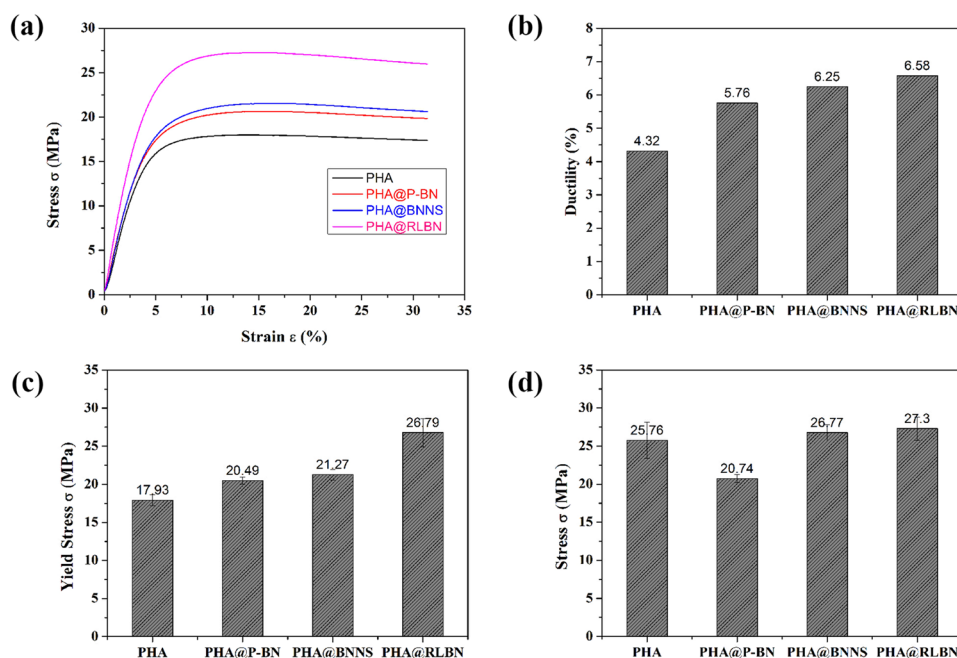 (a)
30
25
20
15
10
5
0
Stress σ (MPa)
PHA
PHA@P-BN
PHA@BNNS
PHA@RLBN
0 5 10 15 20 25 30 35
Strain ε (%)
(b)
8
7
6
5
4
3
2
1
0
Ductility (%)
4.32
5.76
6.25
6.58
PHA PHA@P-BN PHA@BNNS PHA@RLBN
(c)
35
30
25
20
15
10
5
0
Yield Stress σ (MPa)
17.93
20.49
21.27
26.79
PHA PHA@P-BN PHA@BNNS PHA@RLBN
(d)
35
30
25
20
15
10
5
0
Stress σ (MPa)
25.76
20.74
26.77
27.3
PHA PHA@P-BN PHA@BNNS PHA@RLBN